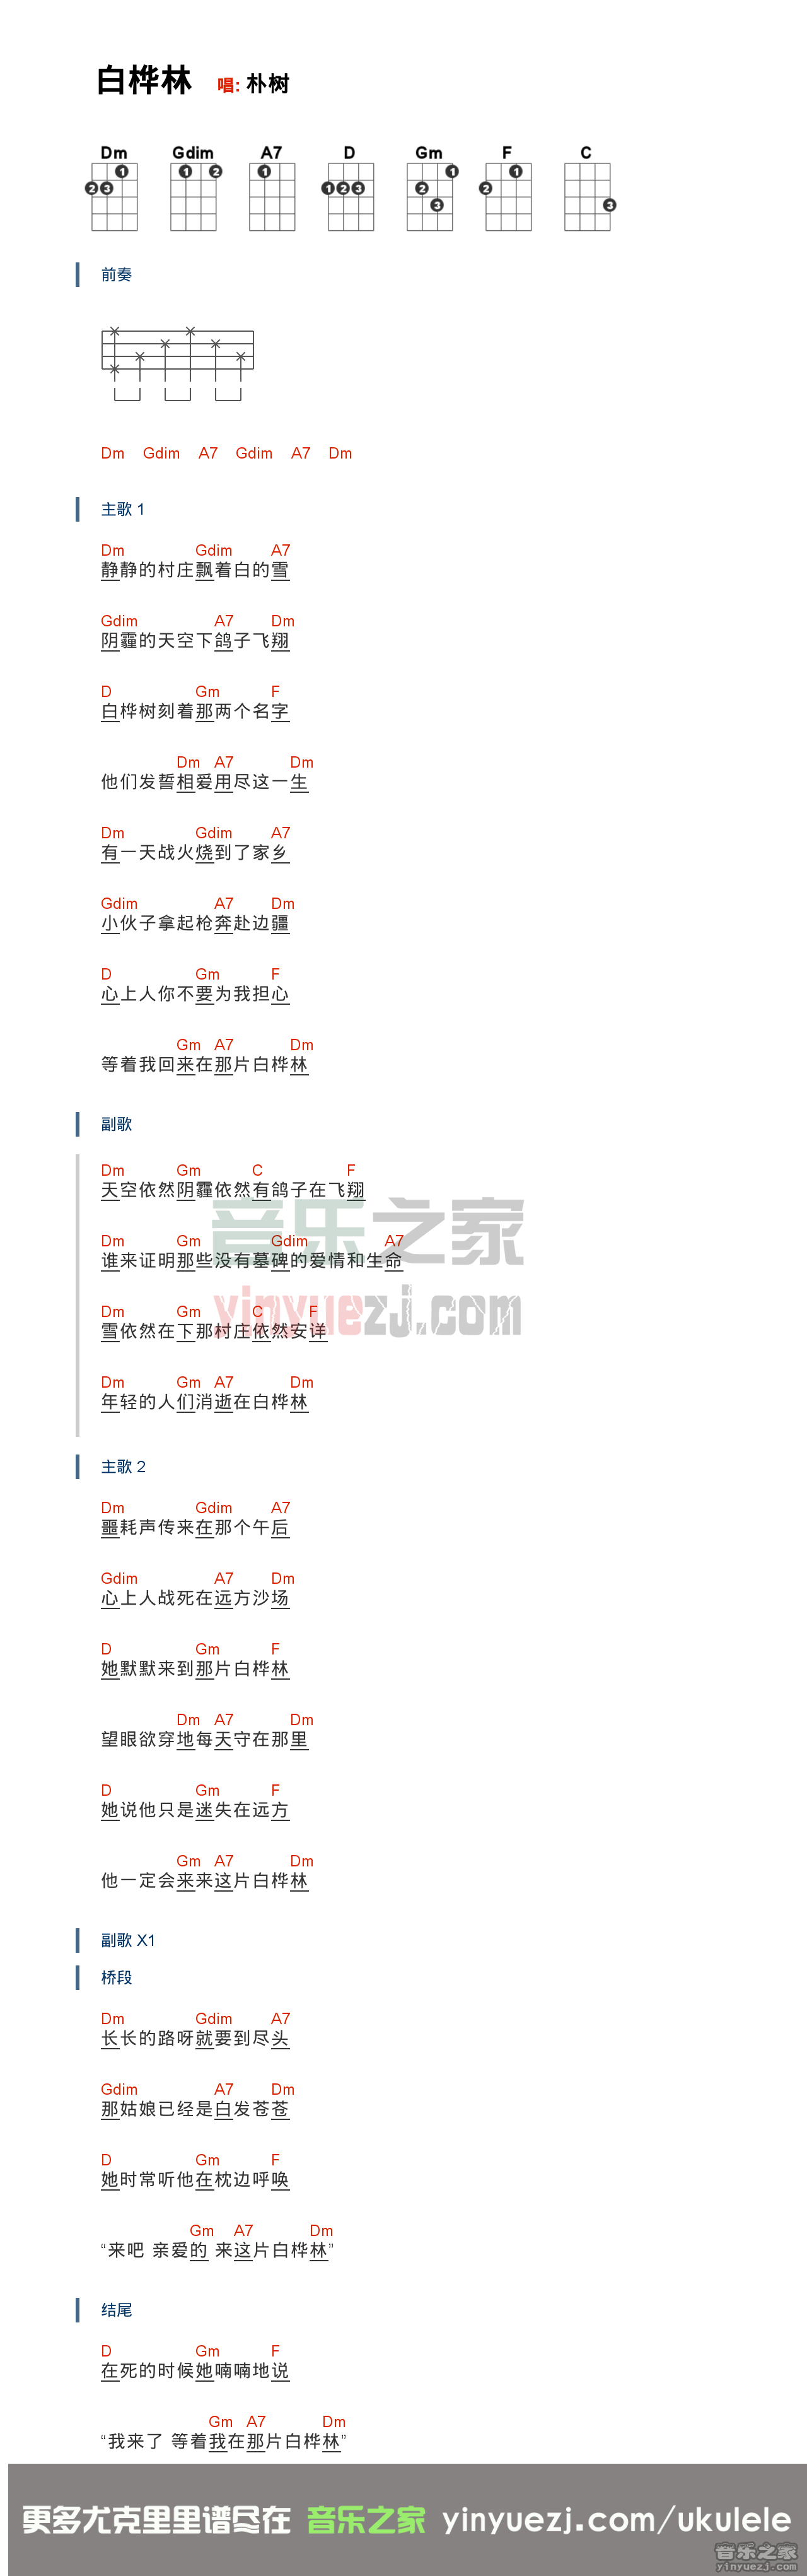 白桦林 唱: 朴树
Dm Gdim A7 D Gm F C
1 2 3 1 2 1 1 2 3 1 2 3 1 2 3
前奏
Dm Gdim A7 Gdim A7 Dm
主歌 1
Dm Gdim A7
静静的村庄飘着白的雪
Gdim A7 Dm
阴霾的天空下鸽子飞翔
D Gm F
白桦树刻着那两个名字
Dm A7 Dm
他们发誓相爱用尽这一生
Dm Gdim A7
有一天战火烧到了家乡
Gdim A7 Dm
小伙子拿起枪奔赴边疆
D Gm F
心上人你不要为我担心
Gm A7 Dm
等着我回来在那片白桦林
副歌
Dm Gm C F
天空依然阴霾依然有鸽子在飞翔
Dm Gm Gdim A7
谁来证明那些没有墓碑的爱情和生命
Dm Gm C F
雪依然在下那村庄依然安详
Dm Gm A7 Dm
年轻的人们消逝在白桦林
音乐之家
yinyuezj.com
主歌 2
Dm Gdim A7
噩耗声传来在那个午后
Gdim A7 Dm
心上人战死在远方沙场
D Gm F
她默默来到那片白桦林
Dm A7 Dm
望眼欲穿地每天守在那里
D Gm F
她说他只是迷失在远方
Gm A7 Dm
他一定会来来这片白桦林
副歌 X1
桥段
Dm Gdim A7
长长的路呀就要到尽头
Gdim A7 Dm
那姑娘已经是白发苍苍
D Gm F
她时常听他在枕边呼唤
Gm A7 Dm
“来吧 亲爱的 来这片白桦林”
结尾
D Gm F
在死的时候她喃喃地说
Gm A7 Dm
“我来了 等着我在那片白桦林”
更多尤克里里谱尽在 音乐之家 yinyuezj.com/ukulele
音乐之家
yinyuezj.com